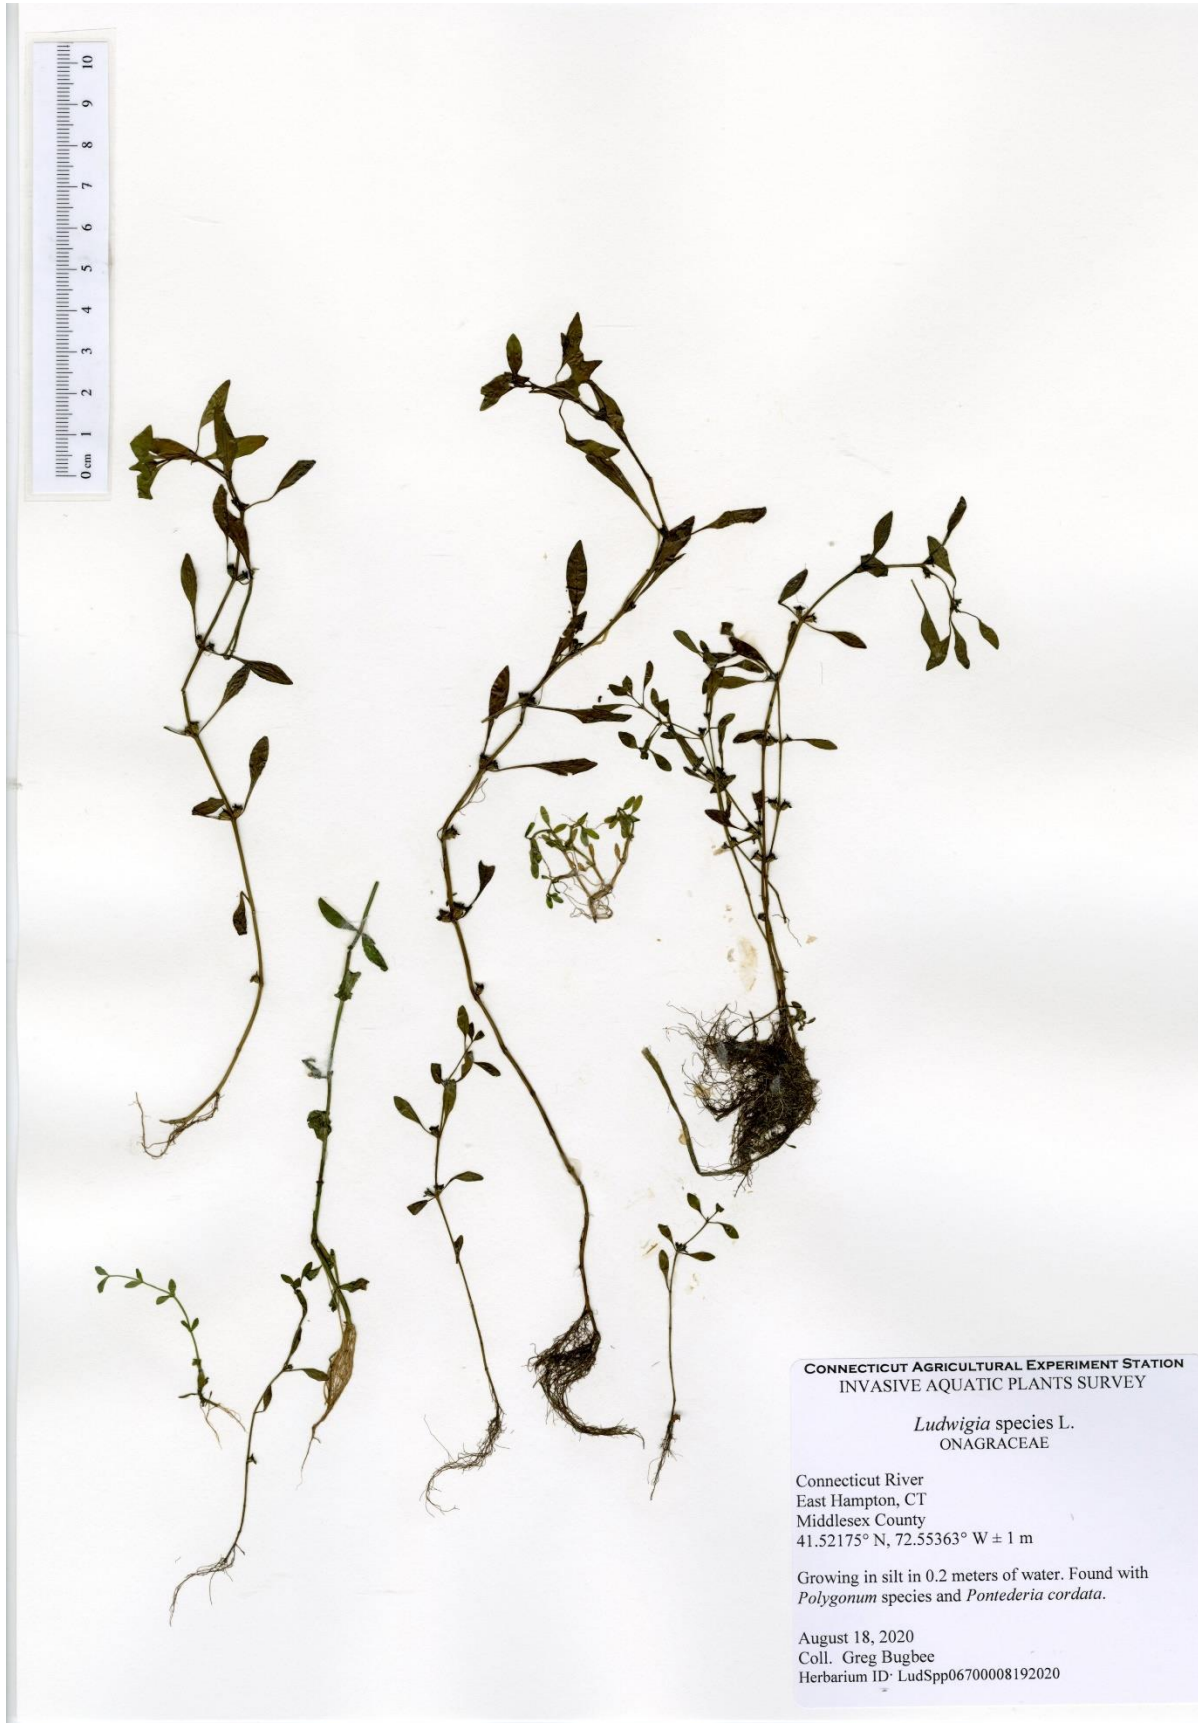 10
9
8
7
6
5
4
3
2
1
0 cm
CONNECTICUT AGRICULTURAL EXPERIMENT STATION
INVASIVE AQUATIC PLANTS SURVEY
Ludwigia species L.
ONAGRACEAE
Connecticut River
East Hampton, CT
Middlesex County
41.52175° N, 72.55363° W ± 1 m
Growing in silt in 0.2 meters of water. Found with
Polygonum species and Pontederia cordata.
August 18, 2020
Coll. Greg Bugbee
Herbarium ID: LudSpp06700008192020